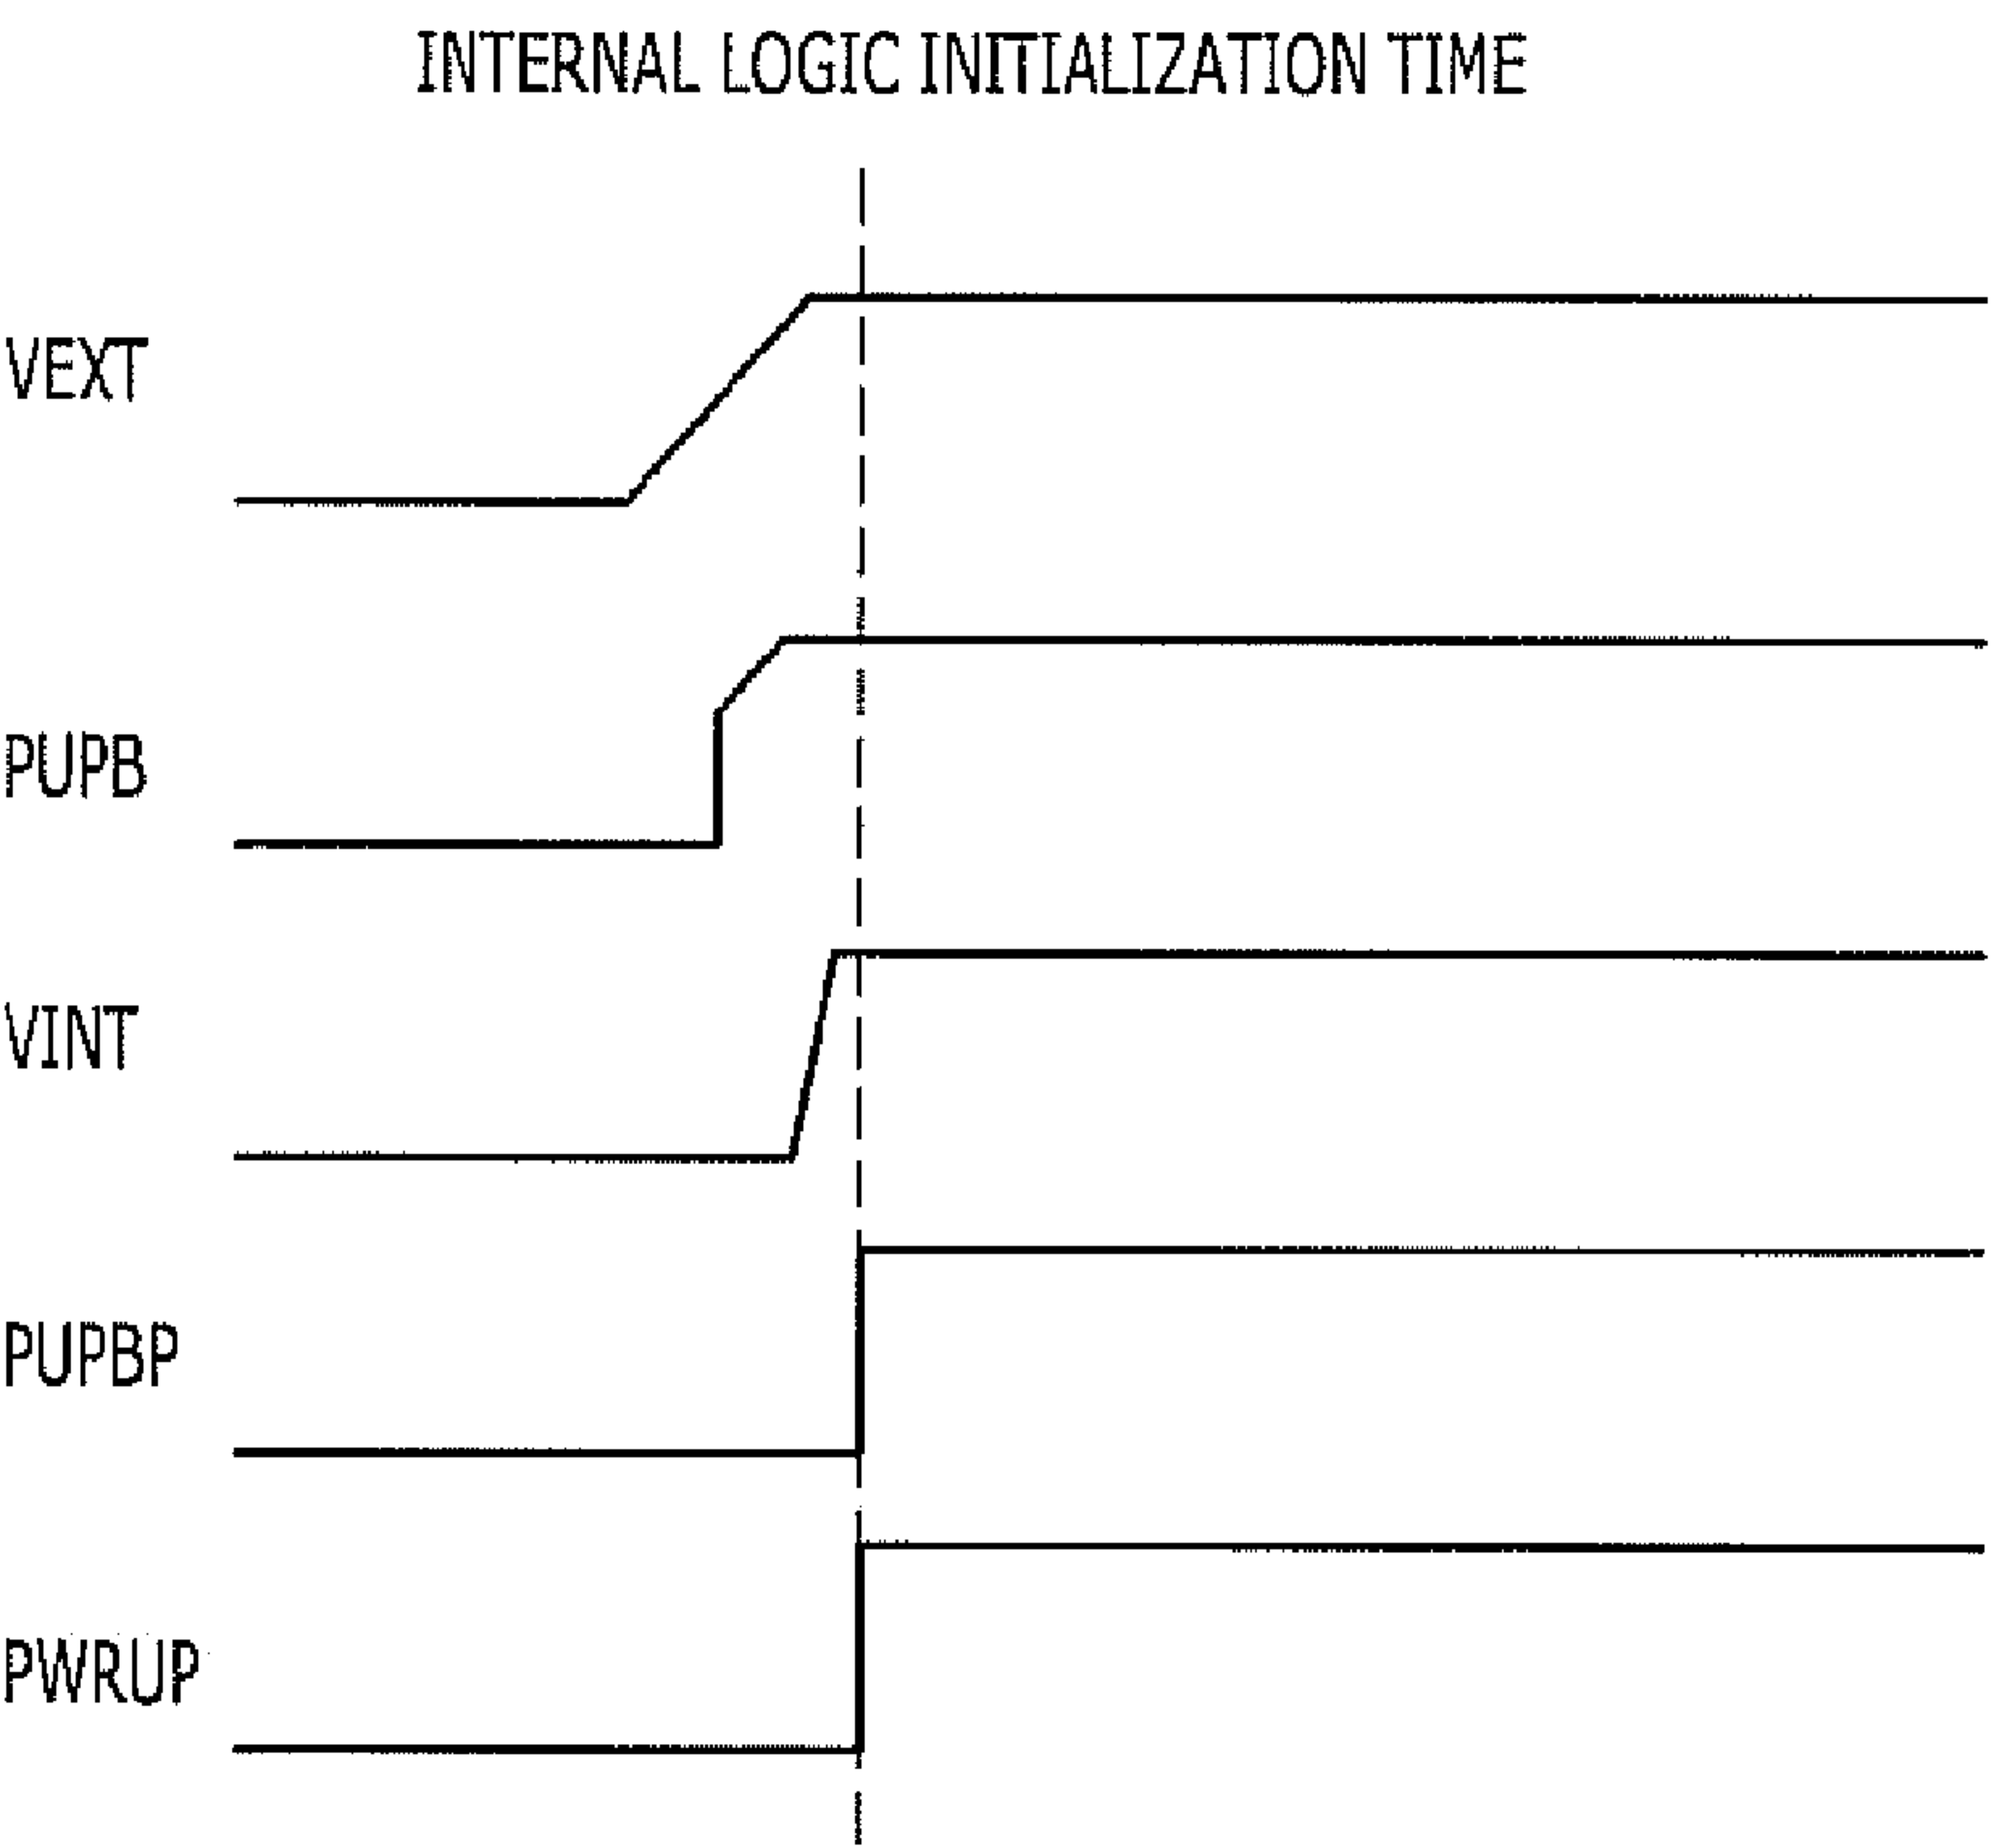 INTERNAL LOGIC INITIALIZATION TIME
VEXT
PUPB
VINT
PUPBP
PWRUP